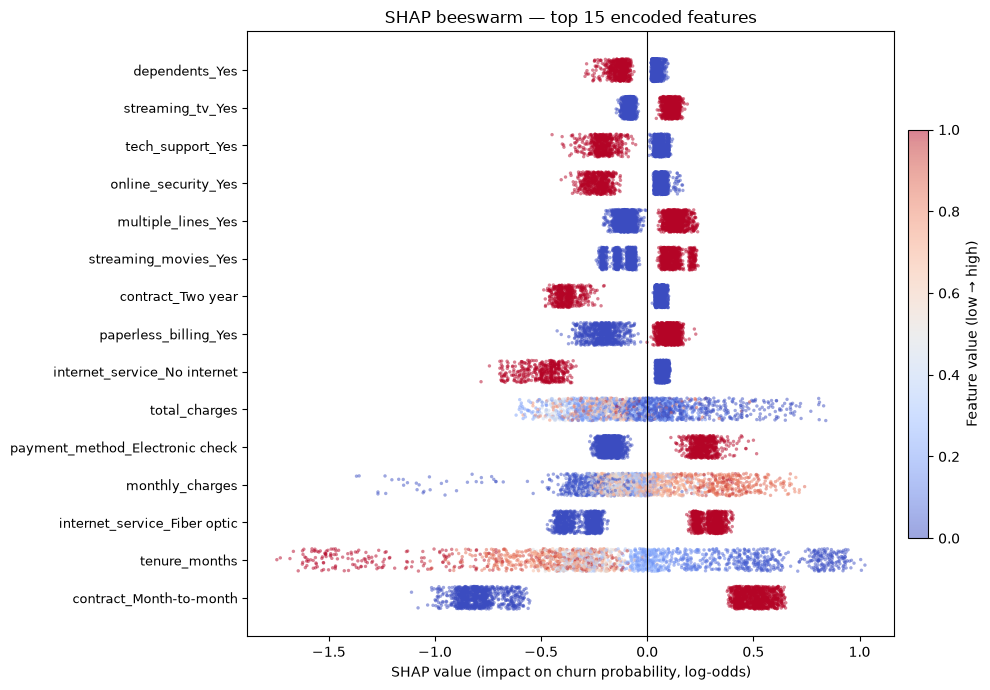 SHAP beeswarm — top 15 encoded features
dependents_Yes
streaming_tv_Yes
tech_support_Yes
online_security_Yes
multiple_lines_Yes
streaming_movies_Yes
contract_Two year
paperless_billing_Yes
internet_service_No internet
total_charges
payment_method_Electronic check
monthly_charges
internet_service_Fiber optic
tenure_months
contract_Month-to-month
−1.5 −1.0 −0.5 0.0 0.5 1.0
SHAP value (impact on churn probability, log-odds)
1.0
0.8
0.6
0.4
0.2
0.0
Feature value (low → high)